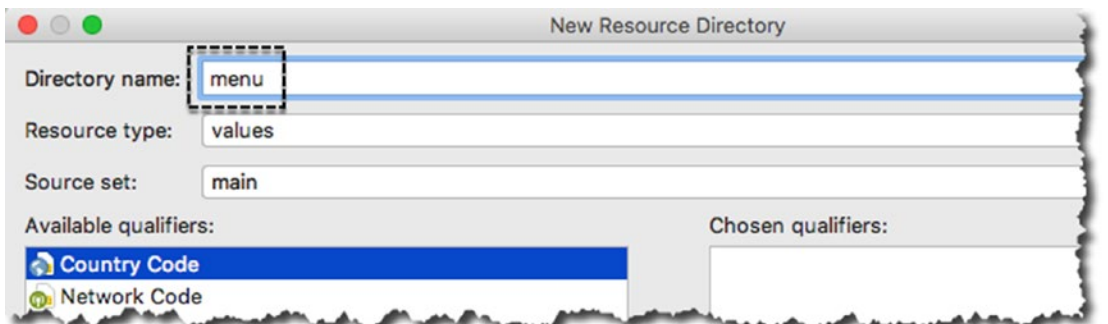 New Resource Directory
Directory name: menu
Resource type: values
Source set: main
Available qualifiers: Chosen qualifiers:
Country Code
Network Code